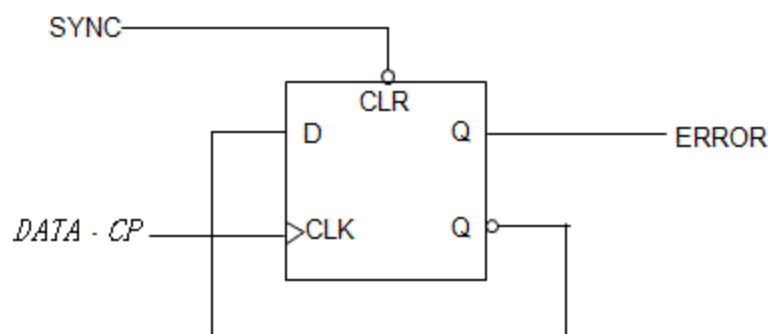 SYNC
CLR
D
Q
ERROR
DATA - CP
CLK
Q